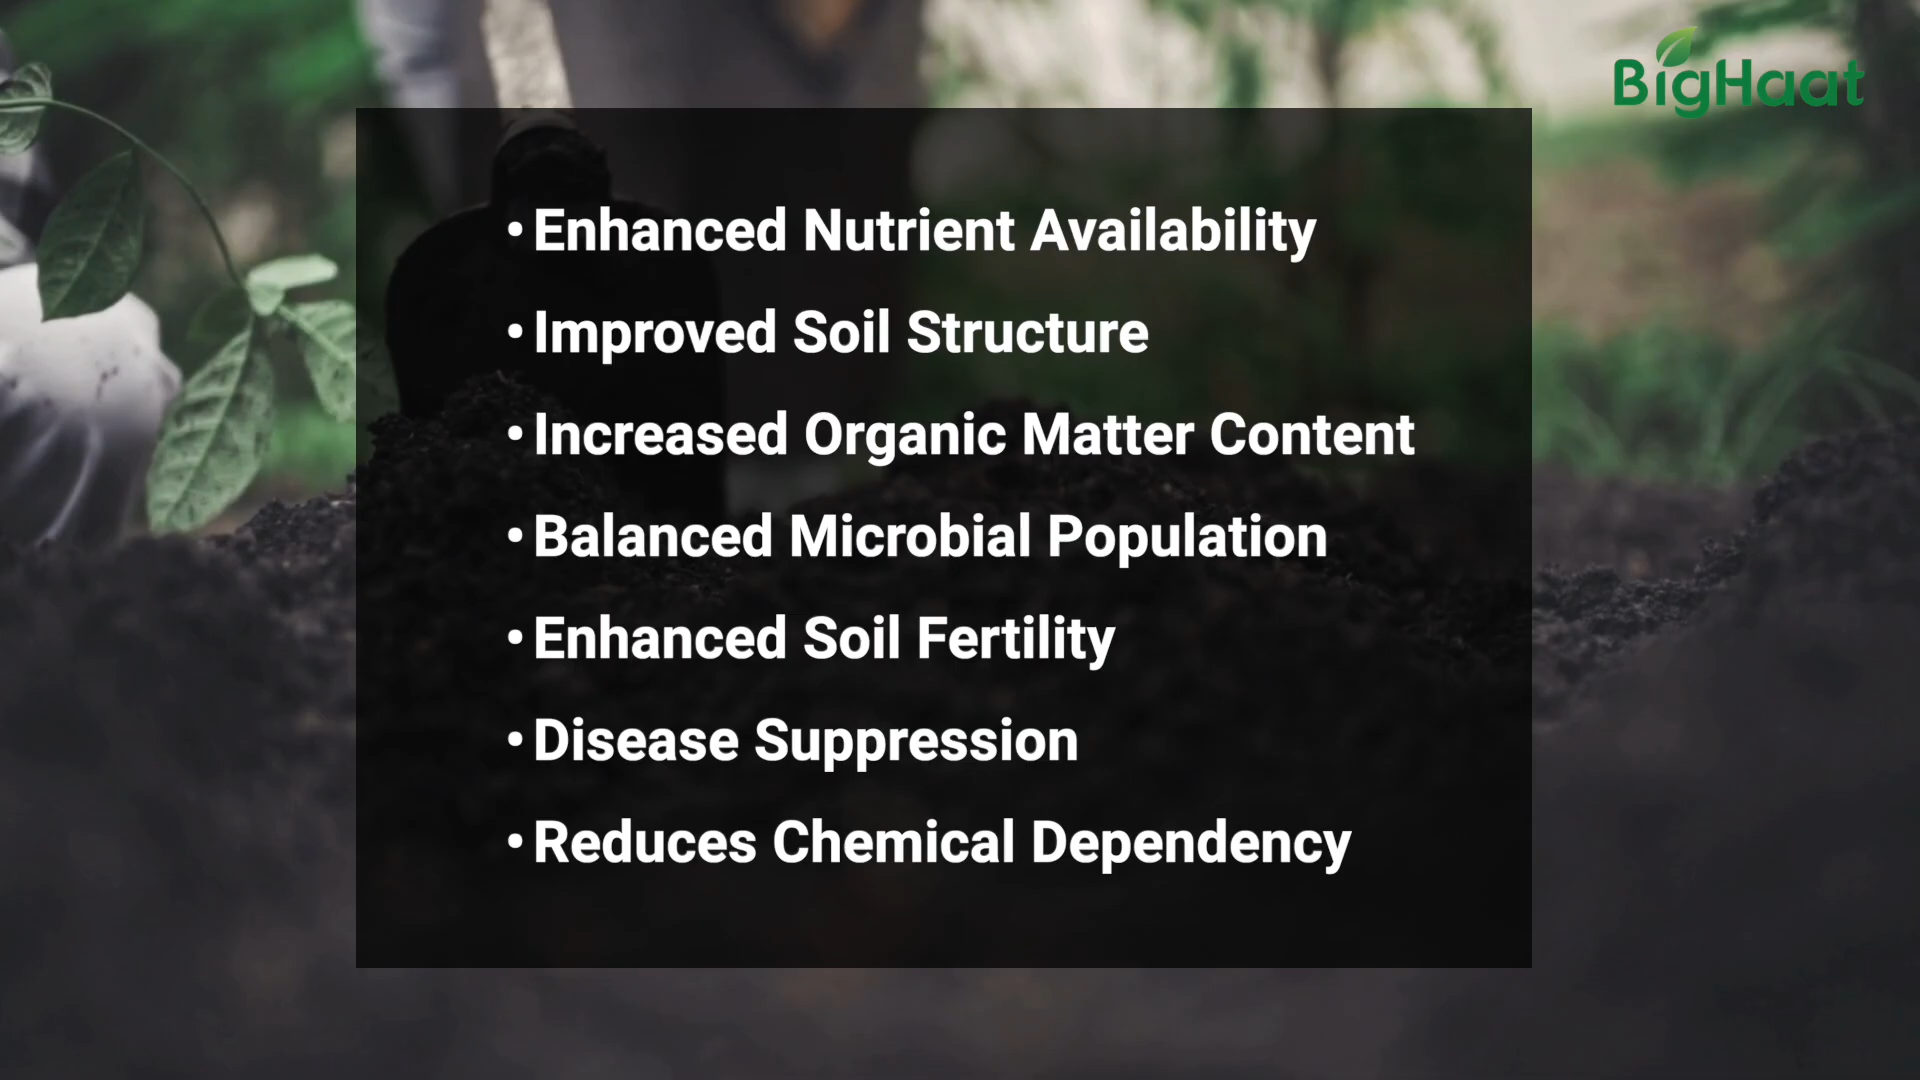 BigHaat
• Enhanced Nutrient Availability
• Improved Soil Structure
• Increased Organic Matter Content
• Balanced Microbial Population
• Enhanced Soil Fertility
• Disease Suppression
• Reduces Chemical Dependency